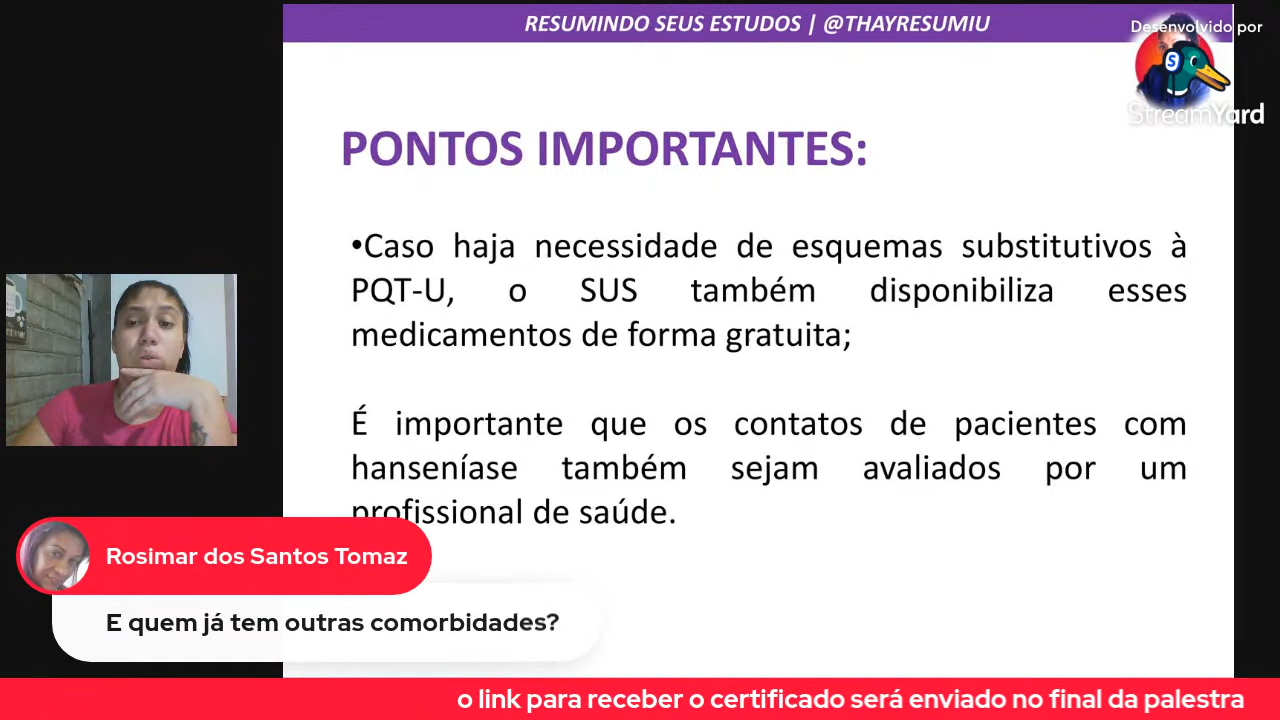 RESUMINDO SEUS ESTUDOS | @THAYRESUMIU
Desenvolvido por
S
StreamYard
PONTOS IMPORTANTES:
•Caso haja necessidade de esquemas substitutivos à
PQT-U, o SUS também disponibiliza esses
medicamentos de forma gratuita;
É importante que os contatos de pacientes com
hanseníase também sejam avaliados por um
profissional de saúde.
Rosimar dos Santos Tomaz
E quem já tem outras comorbidades?
o link para receber o certificado será enviado no final da palestra